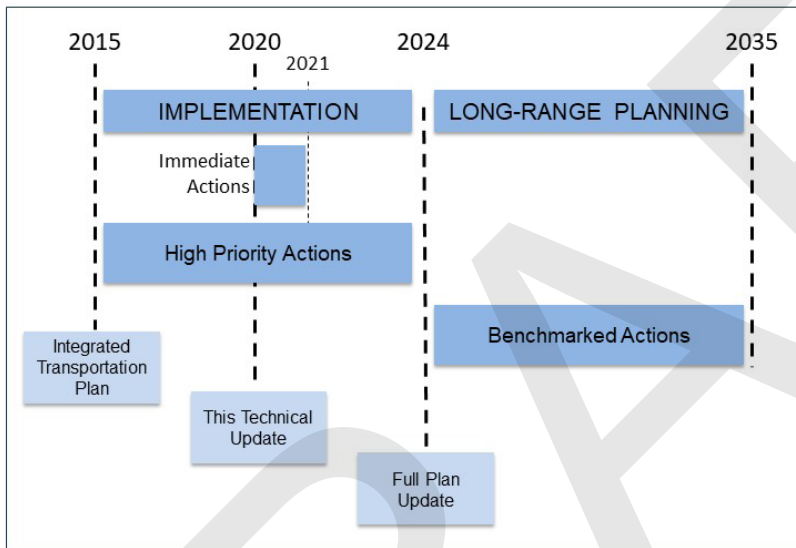 2015
2020
2024
2035
2021
IMPLEMENTATION
LONG-RANGE PLANNING
Immediate
Actions
High Priority Actions
Benchmarked Actions
Integrated
Transportation
Plan
This Technical
Update
Full Plan
Update